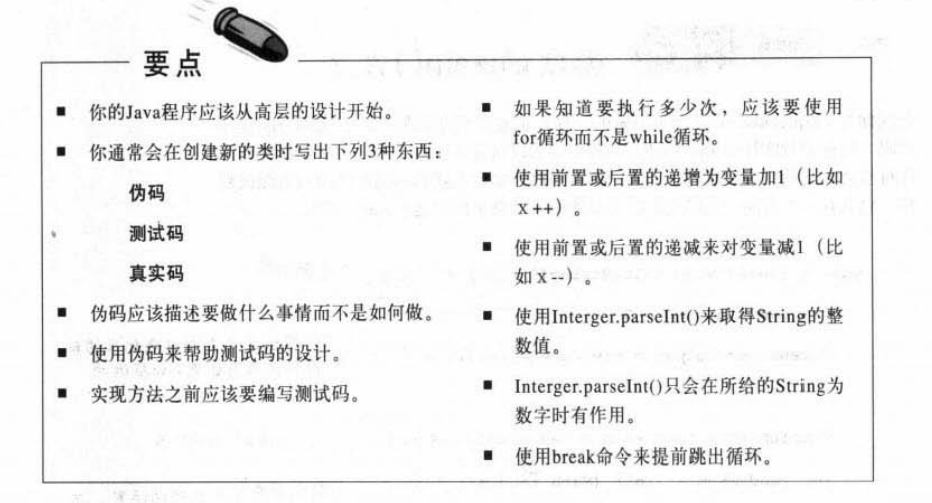 要点
■ 你的Java程序应该从高层的设计开始。
■ 你通常会在创建新的类时写出下列3种东西：
伪码
测试码
真实码
■ 伪码应该描述要做什么事情而不是如何做。
■ 使用伪码来帮助测试码的设计。
■ 实现方法之前应该要编写测试码。
■ 如果知道要执行多少次，应该要使用
for循环而不是while循环。
■ 使用前置或后置的递增为变量加1（比如
x++）。
■ 使用前置或后置的递减来对变量减1（比
如x--）。
■ 使用Interger.parseInt()来取得String的整
数值。
■ Interger.parseInt()只会在所给的String为
数字时有作用。
■ 使用break命令来提前跳出循环。